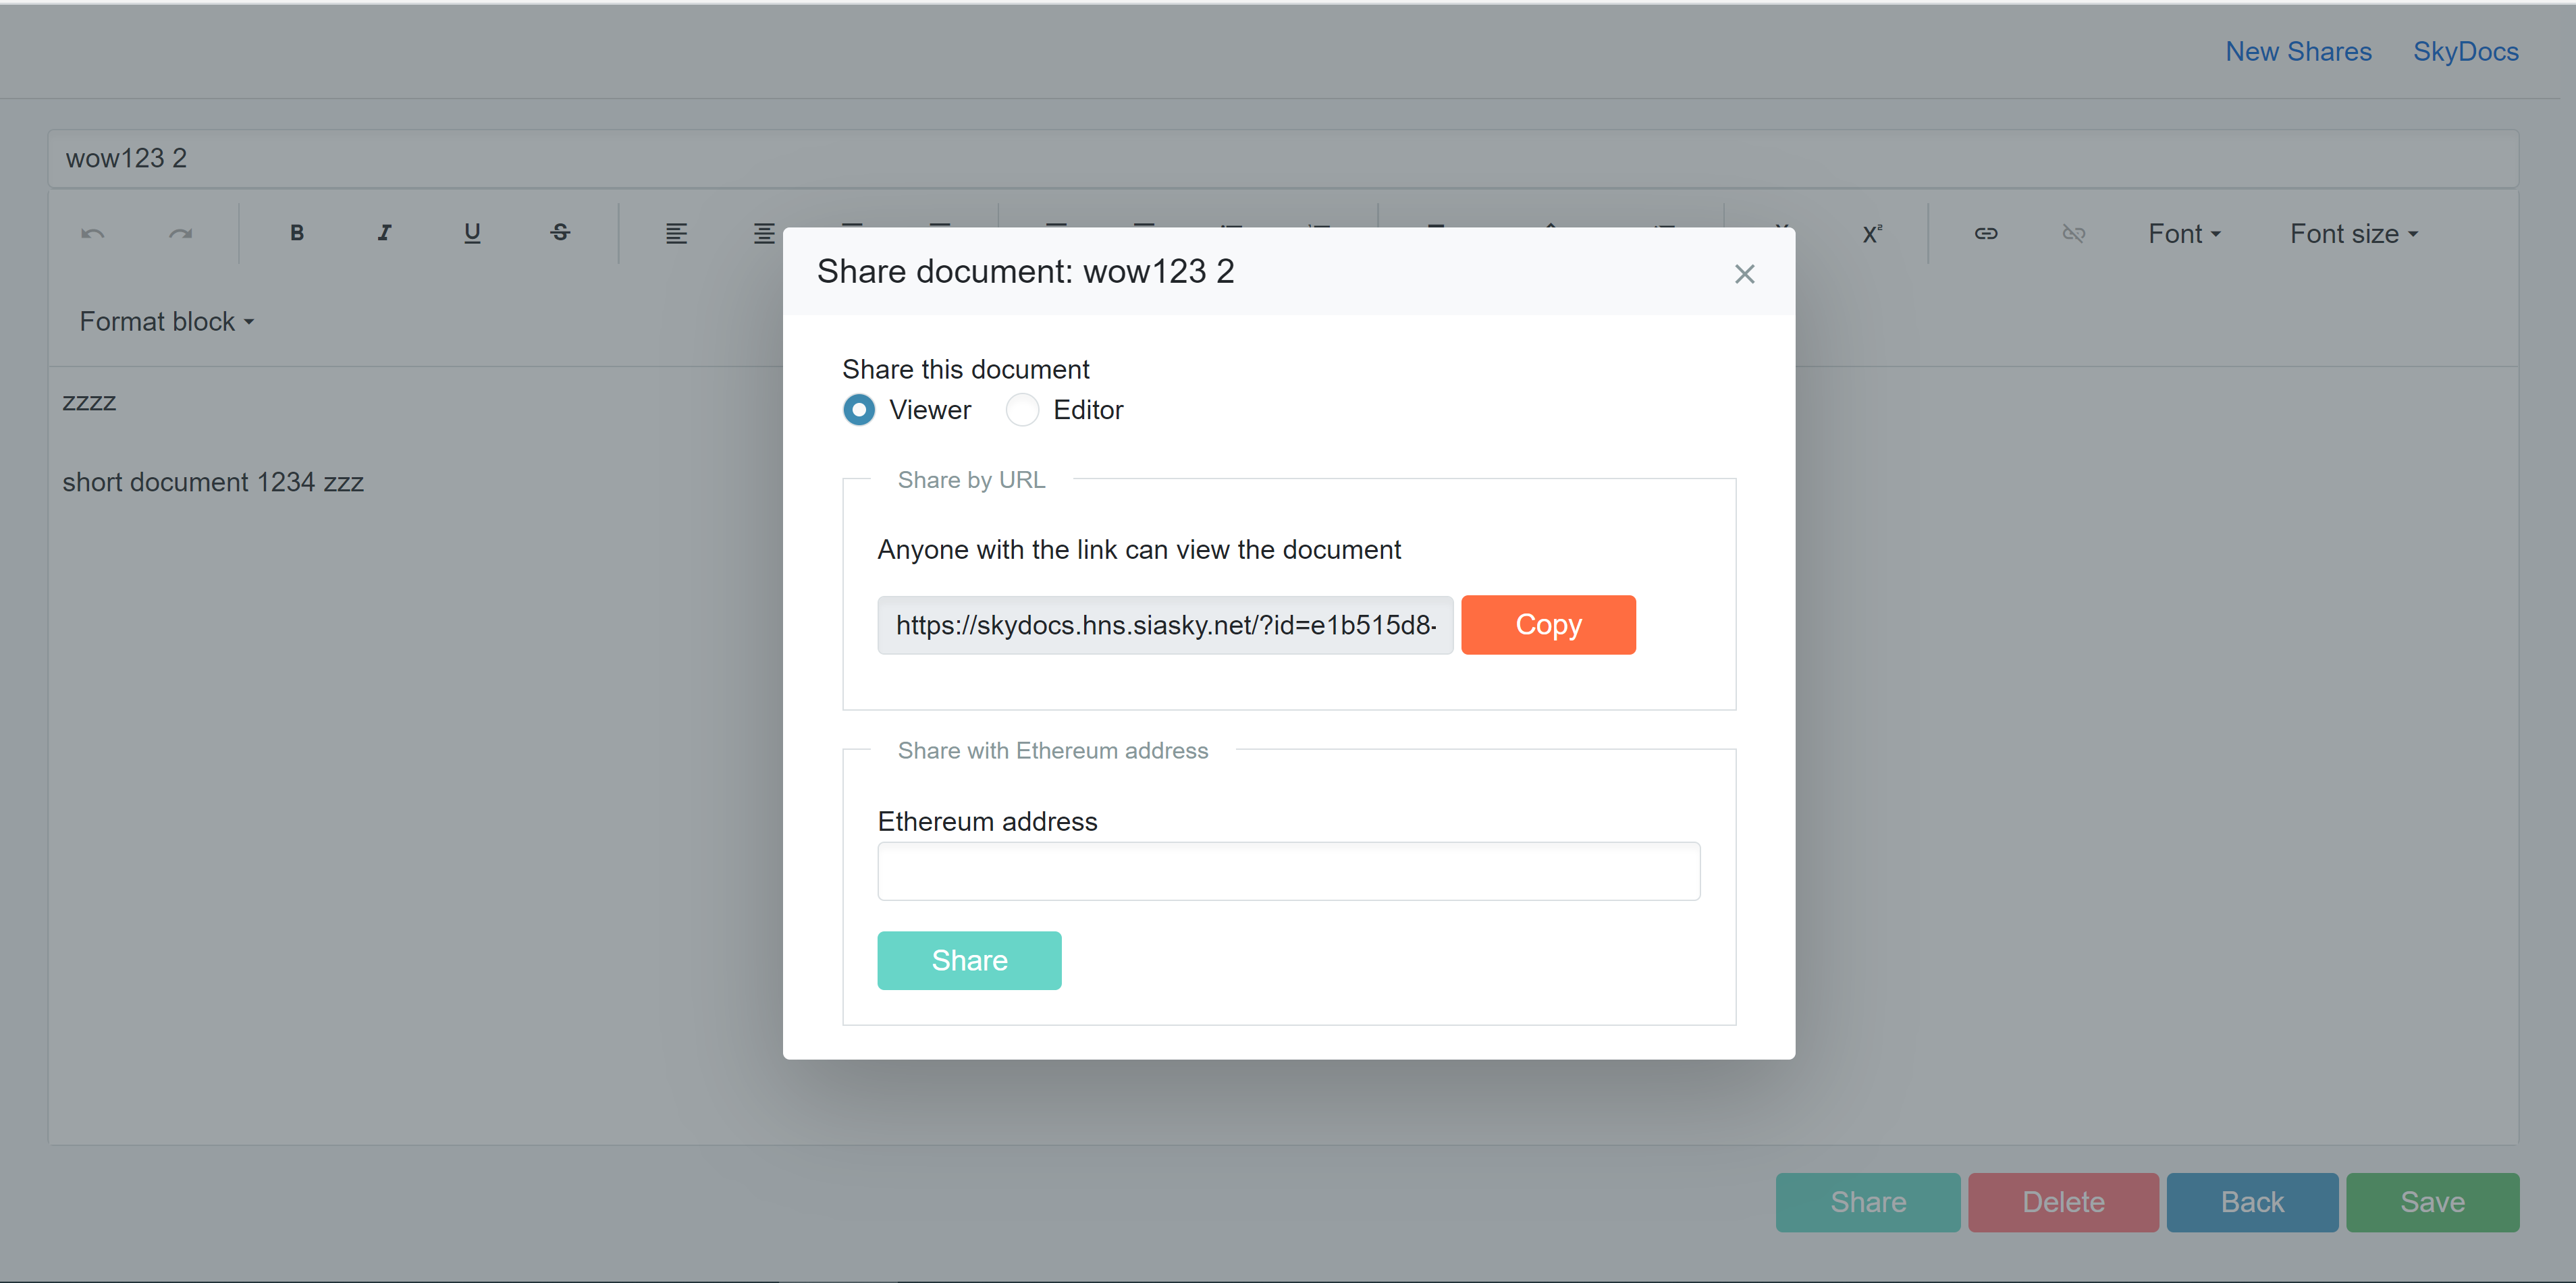 New Shares SkyDocs
wow123 2
B I U S X² Font Font size
Share document: wow123 2
Format block
Share this document
Viewer Editor
zzzz
Share by URL
short document 1234 zzz
Anyone with the link can view the document
https://skydocs.hns.siasky.net/?id=e1b515d8- Copy
Share with Ethereum address
Ethereum address
Share
Share Delete Back Save